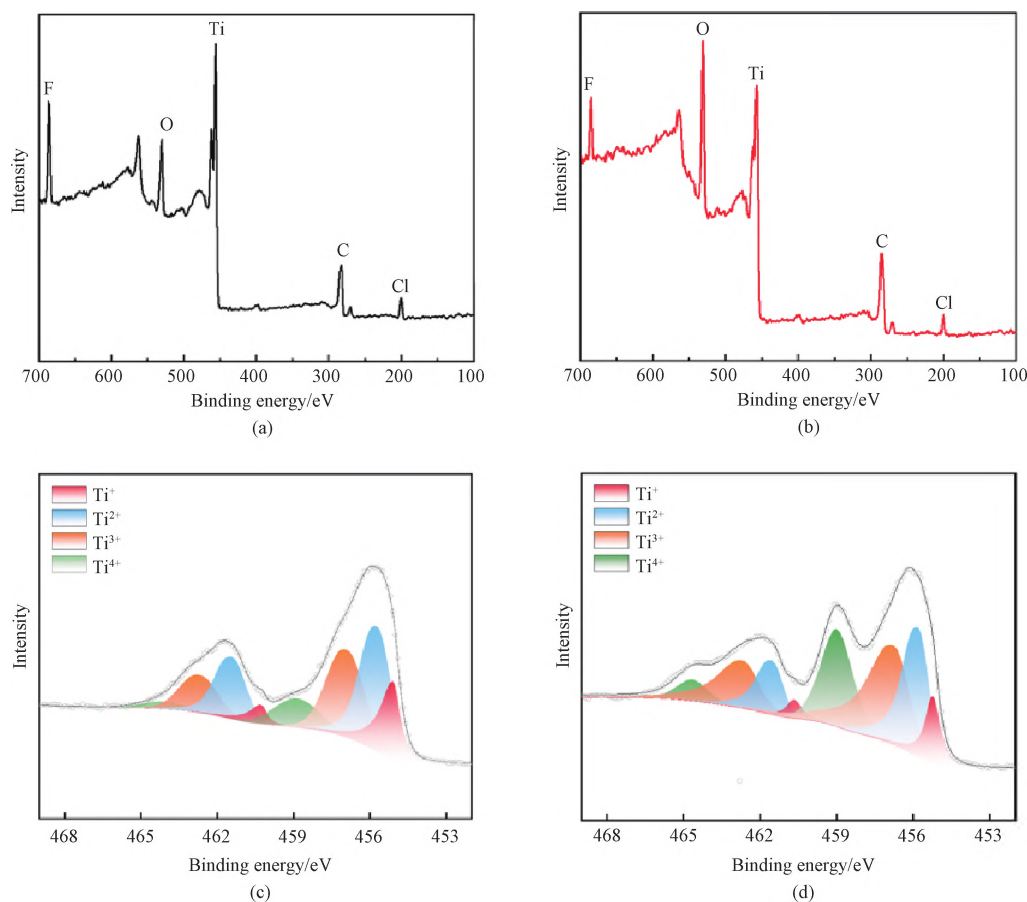 Ti
F
O
C
Cl
Intensity
700 600 500 400 300 200 100
Binding energy/eV
(a)
O
Ti
F
C
Cl
Intensity
700 600 500 400 300 200 100
Binding energy/eV
(b)
Ti⁺
Ti²⁺
Ti³⁺
Ti⁴⁺
Intensity
468 465 462 459 456 453
Binding energy/eV
(c)
Ti⁺
Ti²⁺
Ti³⁺
Ti⁴⁺
Intensity
468 465 462 459 456 453
Binding energy/eV
(d)